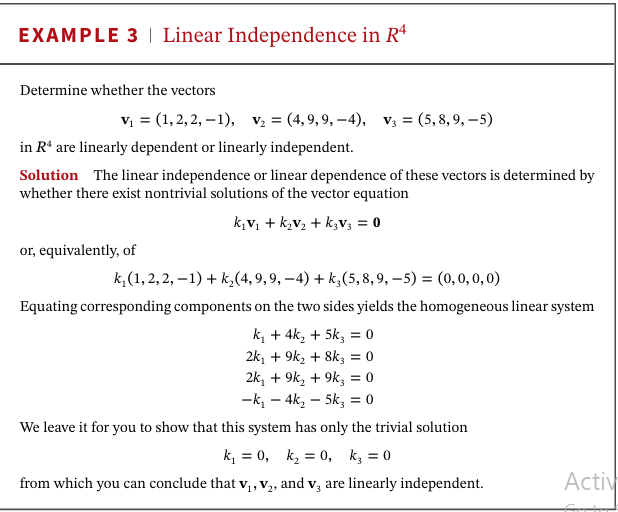 EXAMPLE 3 | Linear Independence in R⁴
Determine whether the vectors
v₁ = (1, 2, 2, −1), v₂ = (4, 9, 9, −4), v₃ = (5, 8, 9, −5)
in R⁴ are linearly dependent or linearly independent.
Solution The linear independence or linear dependence of these vectors is determined by
whether there exist nontrivial solutions of the vector equation
k₁v₁ + k₂v₂ + k₃v₃ = 0
or, equivalently, of
k₁(1, 2, 2, −1) + k₂(4, 9, 9, −4) + k₃(5, 8, 9, −5) = (0, 0, 0, 0)
Equating corresponding components on the two sides yields the homogeneous linear system
k₁ + 4k₂ + 5k₃ = 0
2k₁ + 9k₂ + 8k₃ = 0
2k₁ + 9k₂ + 9k₃ = 0
−k₁ − 4k₂ − 5k₃ = 0
We leave it for you to show that this system has only the trivial solution
k₁ = 0, k₂ = 0, k₃ = 0
from which you can conclude that v₁, v₂, and v₃ are linearly independent.
Activ